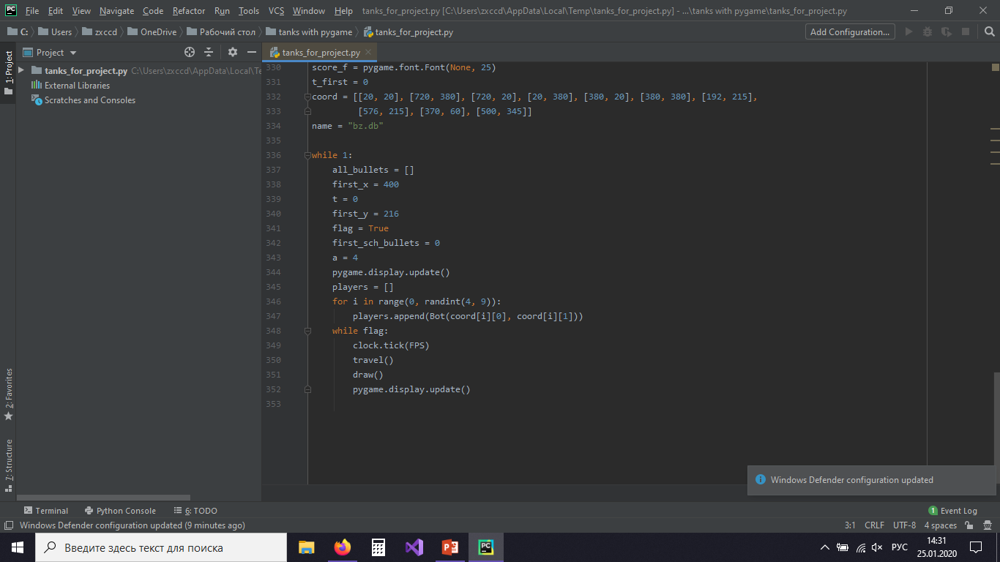 PC File Edit View Navigate Code Refactor Run Tools VCS Window Help tanks_for_project.py [C:\Users\zxccd\AppData\Local\Temp\tanks_for_project.py] - ...\tanks with pygame\tanks_for_project.py
C: Users zxccd OneDrive Рабочий стол tanks with pygame tanks_for_project.py Add Configuration...
1: Project
Project
tanks_for_project.py
tanks_for_project.py C:\Users\zxccd\AppData\Local\Te
External Libraries
Scratches and Consoles
330 score_f = pygame.font.Font(None, 25)
331 t_first = 0
332 coord = [[20, 20], [720, 380], [720, 20], [20, 380], [380, 20], [380, 380], [192, 215],
333 [576, 215], [370, 60], [500, 345]]
334 name = "bz.db"
335
336 while 1:
337 all_bullets = []
338 first_x = 400
339 t = 0
340 first_y = 216
341 flag = True
342 first_sch_bullets = 0
343 a = 4
344 pygame.display.update()
345 players = []
346 for i in range(0, randint(4, 9)):
347 players.append(Bot(coord[i][0], coord[i][1]))
348 while flag:
349 clock.tick(FPS)
350 travel()
351 draw()
352 pygame.display.update()
353
2: Favorites
7: Structure
Windows Defender configuration updated
Terminal Python Console 6: TODO 1 Event Log
Windows Defender configuration updated (9 minutes ago) 3:1 CRLF UTF-8 4 spaces
Введите здесь текст для поиска
PC
РУС
14:31
25.01.2020